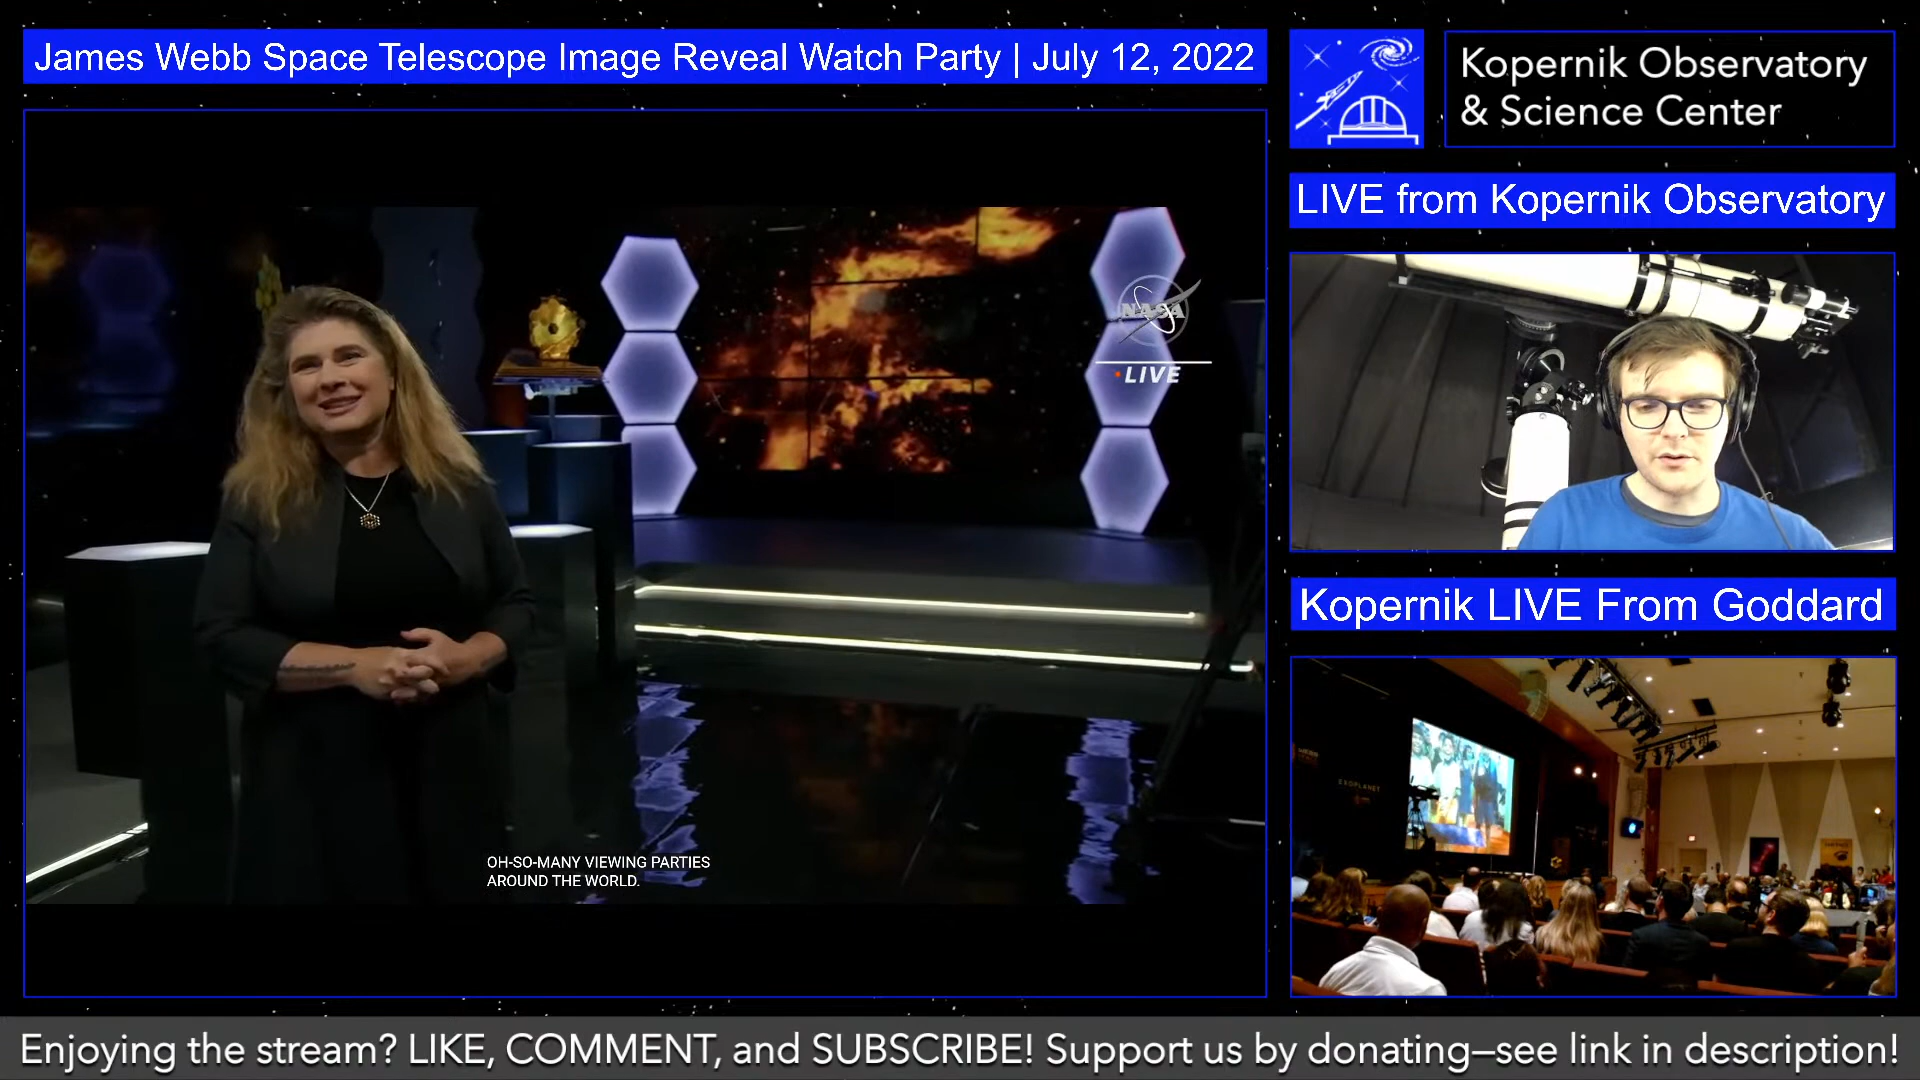 James Webb Space Telescope Image Reveal Watch Party | July 12, 2022
Kopernik Observatory
& Science Center
LIVE from Kopernik Observatory
NASA
LIVE
Kopernik LIVE From Goddard
EXOPLANET
OH-SO-MANY VIEWING PARTIES
AROUND THE WORLD.
Enjoying the stream? LIKE, COMMENT, and SUBSCRIBE! Support us by donating—see link in description!